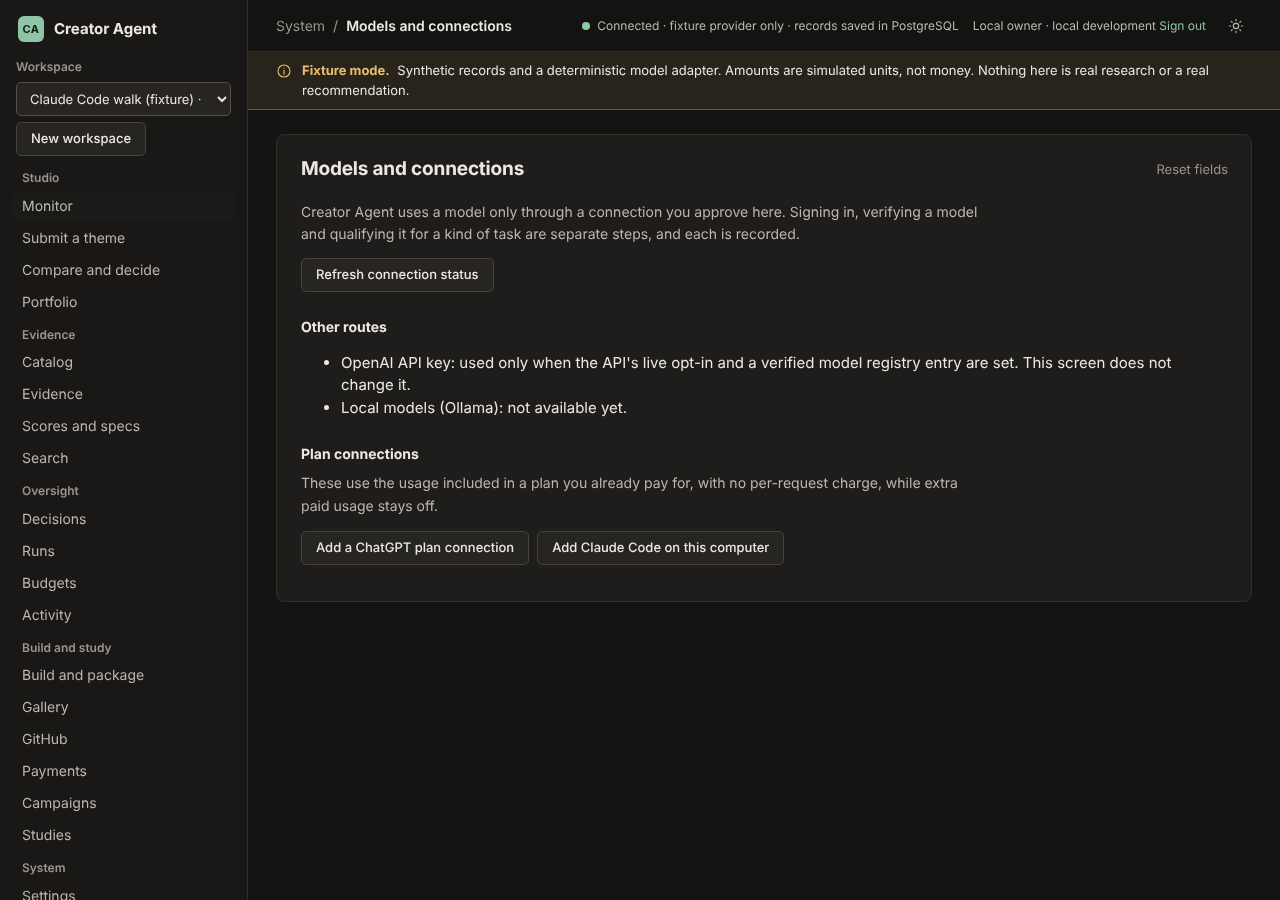 CA Creator Agent
Workspace
Claude Code walk (fixture) ·
New workspace
Studio
Monitor
Submit a theme
Compare and decide
Portfolio
Evidence
Catalog
Evidence
Scores and specs
Search
Oversight
Decisions
Runs
Budgets
Activity
Build and study
Build and package
Gallery
GitHub
Payments
Campaigns
Studies
System
Settings
System / Models and connections
Connected · fixture provider only · records saved in PostgreSQL
Local owner · local development Sign out
Fixture mode. Synthetic records and a deterministic model adapter. Amounts are simulated units, not money. Nothing here is real research or a real
recommendation.
Models and connections
Reset fields
Creator Agent uses a model only through a connection you approve here. Signing in, verifying a model
and qualifying it for a kind of task are separate steps, and each is recorded.
Refresh connection status
Other routes
• OpenAI API key: used only when the API's live opt-in and a verified model registry entry are set. This screen does not
change it.
• Local models (Ollama): not available yet.
Plan connections
These use the usage included in a plan you already pay for, with no per-request charge, while extra
paid usage stays off.
Add a ChatGPT plan connection
Add Claude Code on this computer